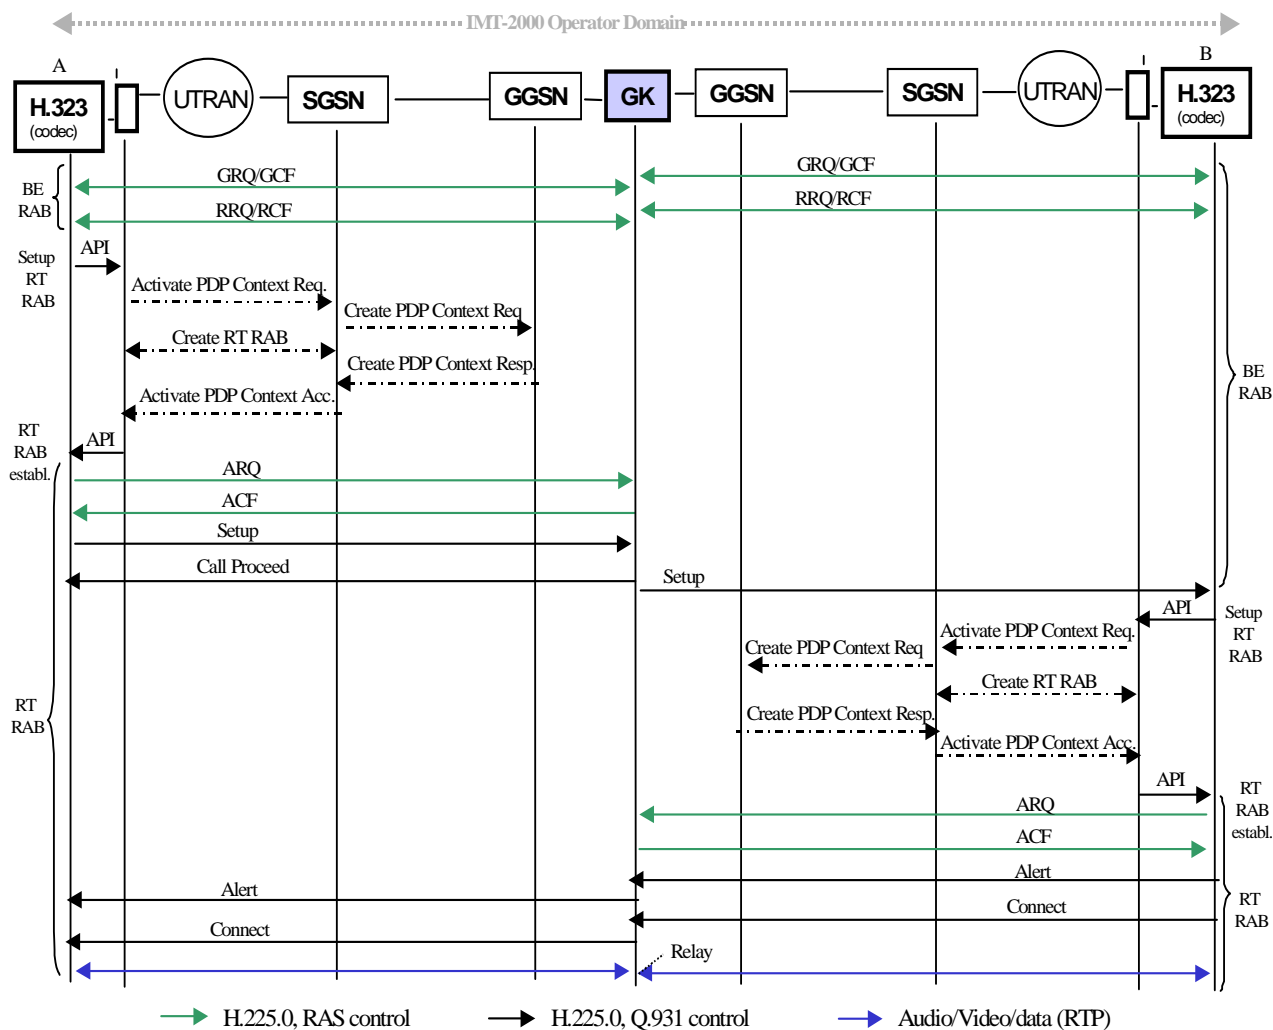 IMT-2000 Operator Domain
A
B
H.323
(codec)
UTRAN
SGSN
GGSN
GK
GGSN
SGSN
UTRAN
H.323
(codec)
BE
RAB
GRQ/GCF
GRQ/GCF
RRQ/RCF
RRQ/RCF
Setup
RT
RAB
API
Activate PDP Context Req.
Create PDP Context Req
Create RT RAB
Create PDP Context Resp.
Activate PDP Context Acc.
BE
RAB
RT
RAB
establ.
API
ARQ
ACF
Setup
Call Proceed
Setup
API
Setup
RT
RAB
Activate PDP Context Req.
Create PDP Context Req
Create RT RAB
RT
RAB
Create PDP Context Resp.
Activate PDP Context Acc.
API
RT
RAB
establ.
ARQ
ACF
Alert
Alert
Connect
Connect
RT
RAB
Relay
H.225.0, RAS control
H.225.0, Q.931 control
Audio/Video/data (RTP)